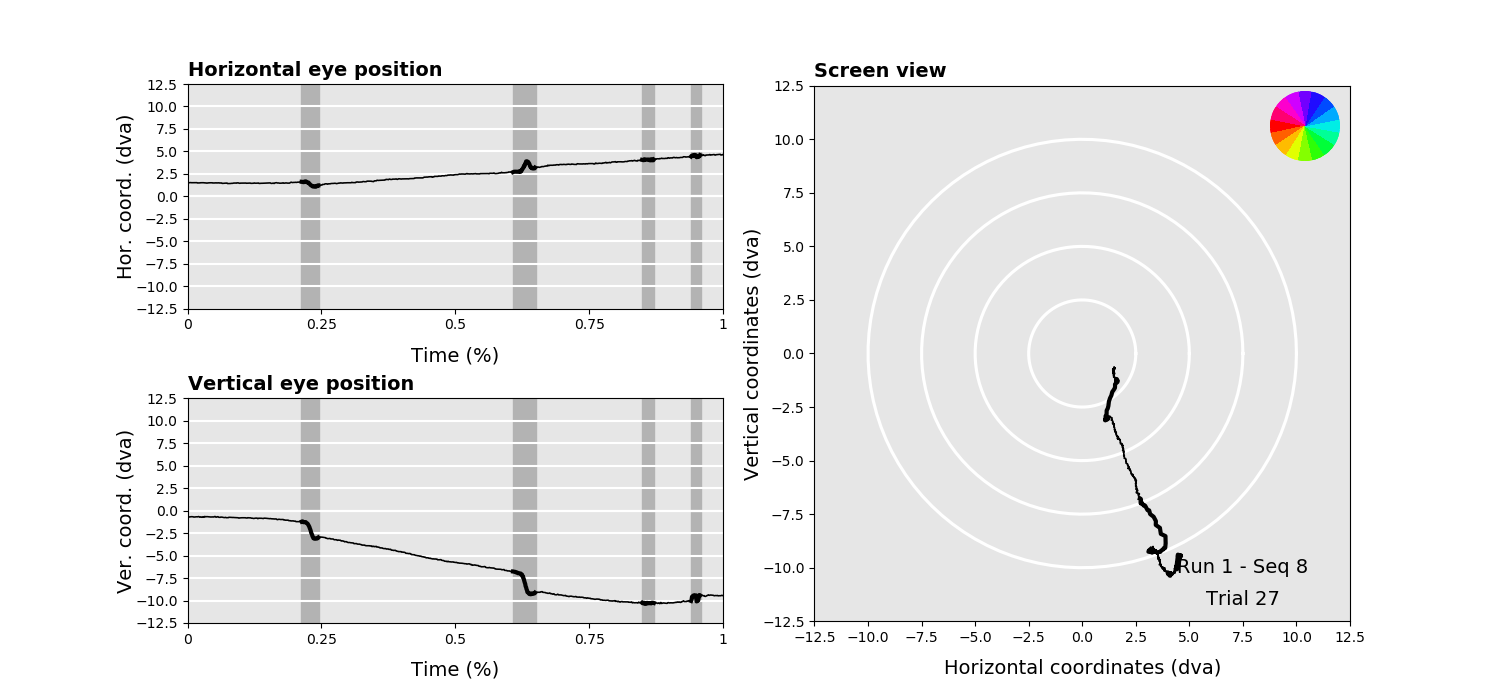 Horizontal eye position
Hor. coord. (dva)
12.5
10.0
7.5
5.0
2.5
0.0
−2.5
−5.0
−7.5
−10.0
−12.5
0 0.25 0.5 0.75 1
Time (%)
Vertical eye position
Ver. coord. (dva)
12.5
10.0
7.5
5.0
2.5
0.0
−2.5
−5.0
−7.5
−10.0
−12.5
0 0.25 0.5 0.75 1
Time (%)
Screen view
Vertical coordinates (dva)
12.5
10.0
7.5
5.0
2.5
0.0
−2.5
−5.0
−7.5
−10.0
−12.5
Run 1 - Seq 8
Trial 27
−12.5 −10.0 −7.5 −5.0 −2.5 0.0 2.5 5.0 7.5 10.0 12.5
Horizontal coordinates (dva)